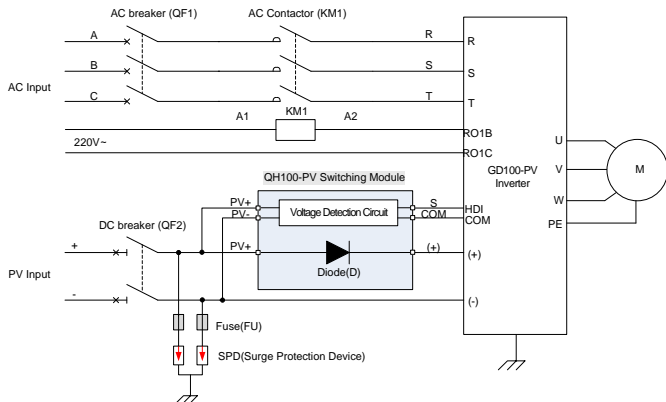 AC breaker (QF1)
AC Contactor (KM1)
A
R
R
B
S
S
AC Input
C
T
T
A1
KM1
A2
220V~
RO1B
RO1C
GD100-PV
Inverter
U
V
W
PE
M
QH100-PV Switching Module
PV+
PV-
Voltage Detection Circuit
S
COM
HDI
COM
DC breaker (QF2)
+
PV+
Diode(D)
(+)
(+)
PV Input
-
(-)
Fuse(FU)
SPD(Surge Protection Device)